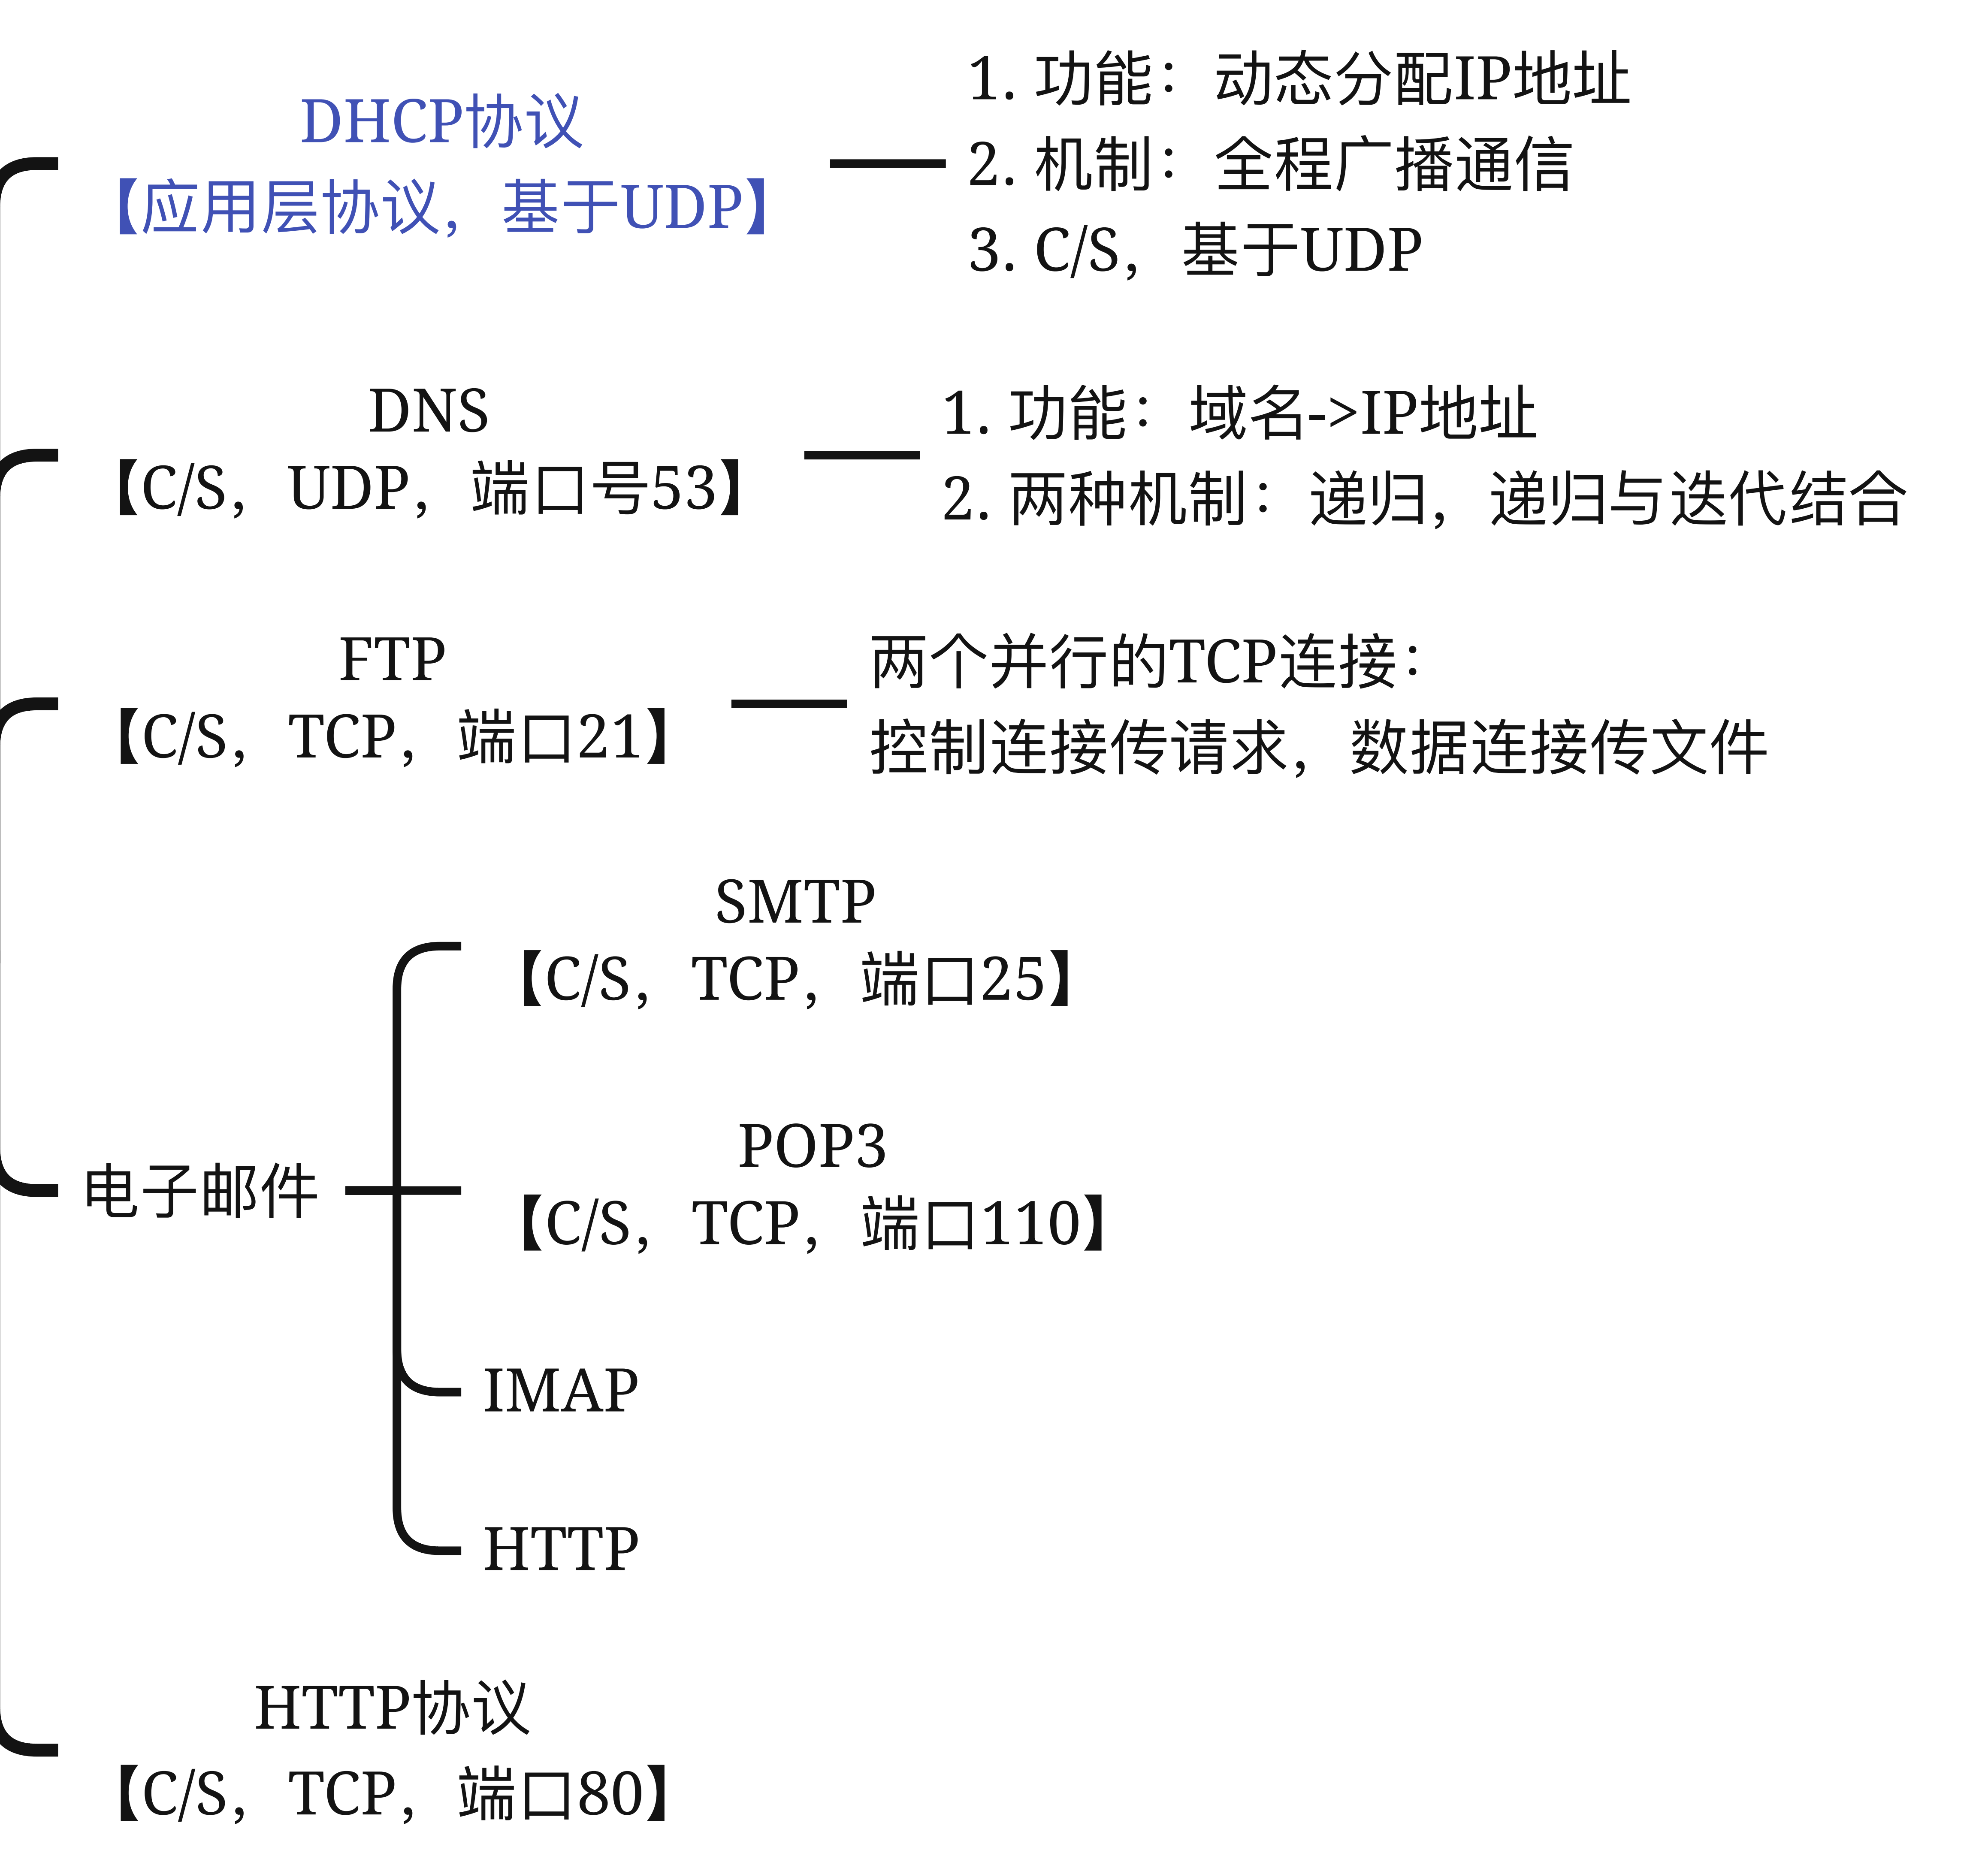 DHCP协议
【应用层协议，基于UDP】
1. 功能：动态分配IP地址
2. 机制：全程广播通信
3. C/S，基于UDP
DNS
【C/S，UDP，端口号53】
1. 功能：域名->IP地址
2. 两种机制：递归，递归与迭代结合
FTP
【C/S，TCP，端口21】
两个并行的TCP连接：
控制连接传请求，数据连接传文件
电子邮件
SMTP
【C/S，TCP，端口25】
POP3
【C/S，TCP，端口110】
IMAP
HTTP
HTTP协议
【C/S，TCP，端口80】